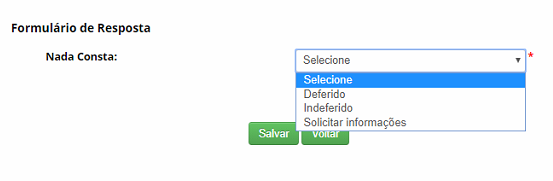 Formulário de Resposta
Nada Consta: Selecione *
Selecione
Deferido
Indeferido
Solicitar informações
Salvar Voltar